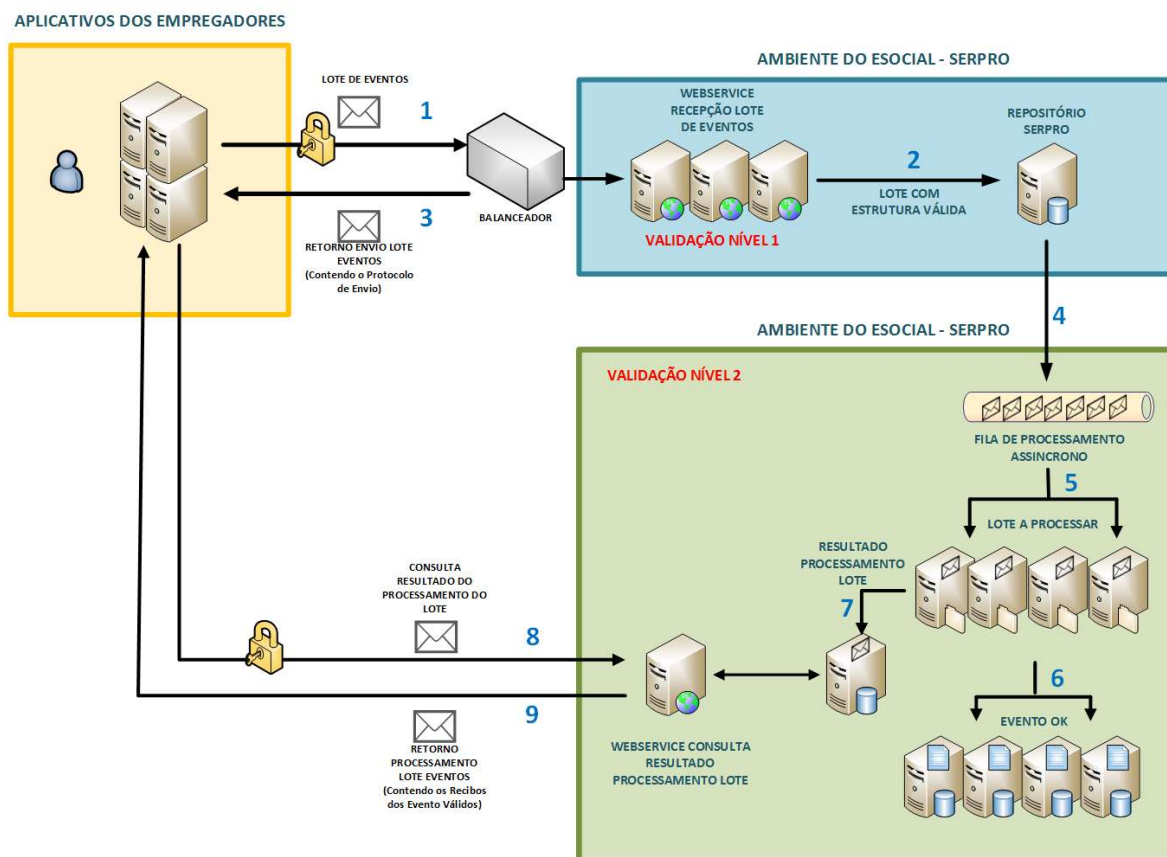 APLICATIVOS DOS EMPREGADORES
LOTE DE EVENTOS
1
3
RETORNO ENVIO LOTE
EVENTOS
(Contendo o Protocolo
de Envio)
BALANCEADOR
AMBIENTE DO ESOCIAL - SERPRO
WEBSERVICE
RECEPÇÃO LOTE
DE EVENTOS
VALIDAÇÃO NÍVEL 1
2
LOTE COM
ESTRUTURA VÁLIDA
REPOSITÓRIO
SERPRO
4
AMBIENTE DO ESOCIAL - SERPRO
VALIDAÇÃO NÍVEL 2
FILA DE PROCESSAMENTO
ASSINCRONO
5
LOTE A PROCESSAR
RESULTADO
PROCESSAMENTO
LOTE
7
6
EVENTO OK
CONSULTA
RESULTADO DO
PROCESSAMENTO DO
LOTE
8
9
RETORNO
PROCESSAMENTO
LOTE EVENTOS
(Contendo os Recibos
dos Evento Válidos)
WEBSERVICE CONSULTA
RESULTADO
PROCESSAMENTO LOTE